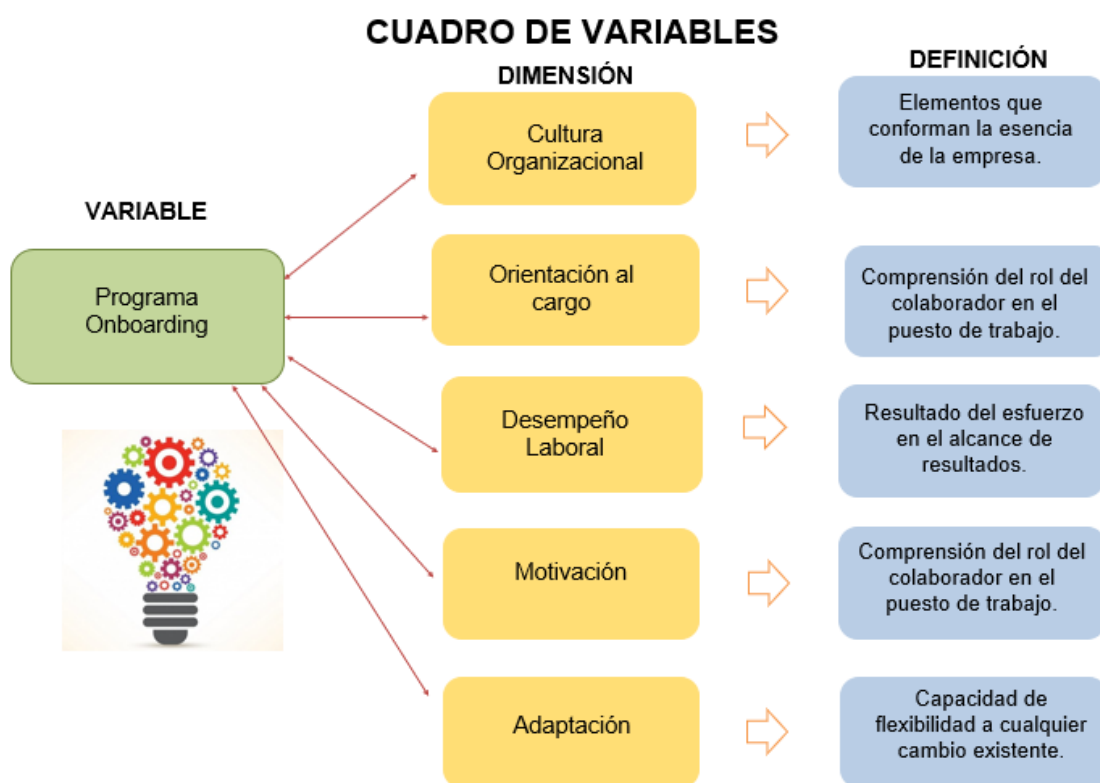 CUADRO DE VARIABLES
VARIABLE
DIMENSIÓN
DEFINICIÓN
Programa
Onboarding
Cultura
Organizacional
Elementos que
conforman la esencia
de la empresa.
Orientación al
cargo
Comprensión del rol del
colaborador en el
puesto de trabajo.
Desempeño
Laboral
Resultado del esfuerzo
en el alcance de
resultados.
Motivación
Comprensión del rol del
colaborador en el
puesto de trabajo.
Adaptación
Capacidad de
flexibilidad a cualquier
cambio existente.